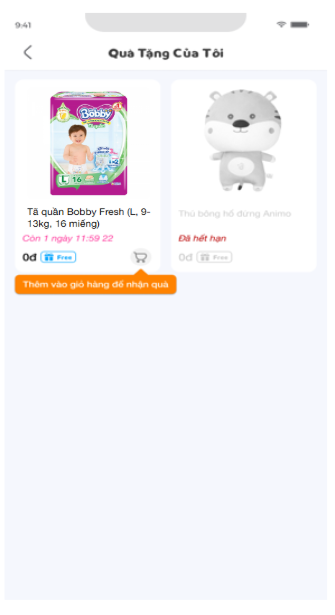 9:41
Quà Tặng Của Tôi
Bobby
L 16
Tã quần Bobby Fresh (L, 9-
13kg, 16 miếng)
Còn 1 ngày 11:59 22
0đ Free
Thêm vào giỏ hàng để nhận quà
Thú bông hổ đứng Animo
Đã hết hạn
0đ Free